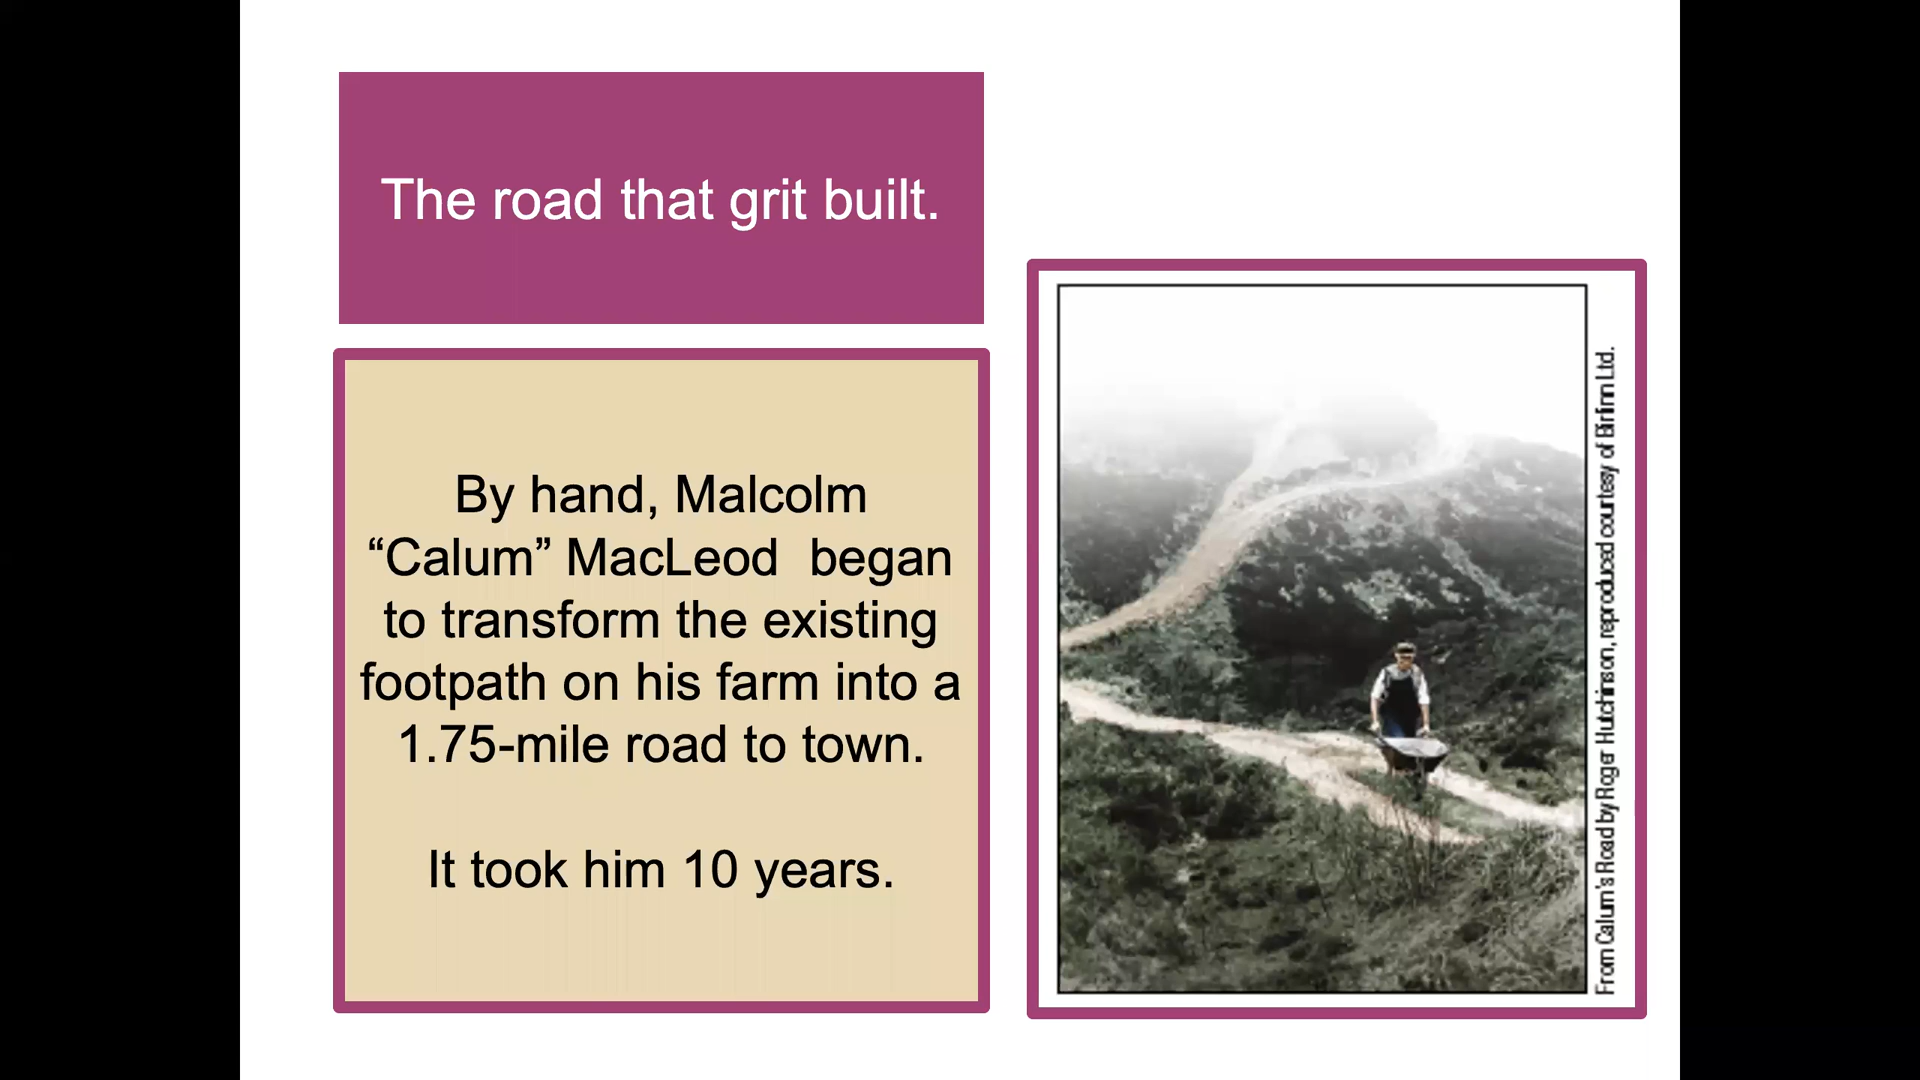 The road that grit built.
By hand, Malcolm
“Calum” MacLeod  began
to transform the existing
footpath on his farm into a
1.75-mile road to town.
It took him 10 years.
From Calum's Road by Roger Hutchinson, reproduced courtesy of Birlinn Ltd.